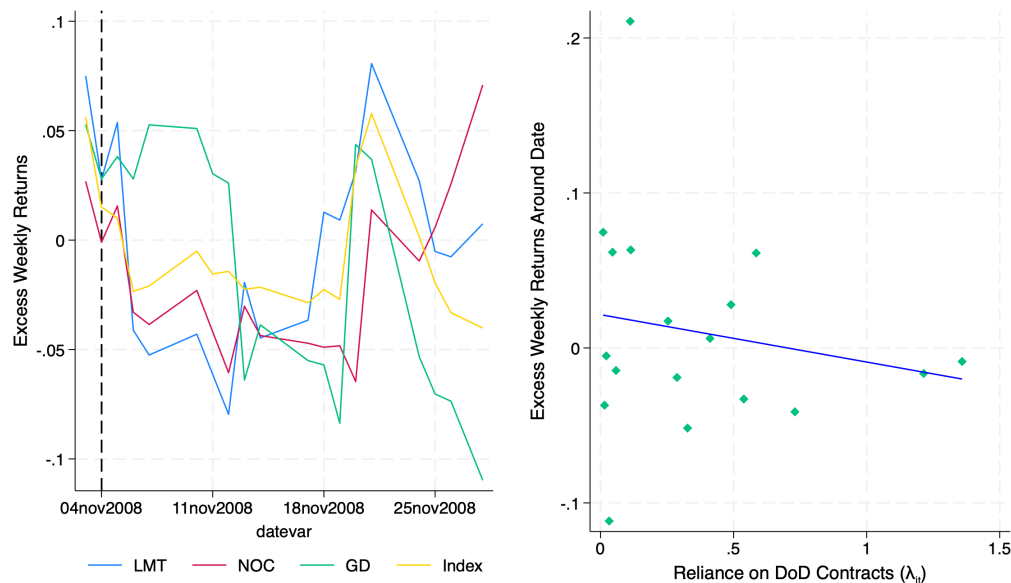 Excess Weekly Returns
.1
.05
0
-.05
-.1
04nov2008 11nov2008 18nov2008 25nov2008
datevar
LMT NOC GD Index
Excess Weekly Returns Around Date
.2
.1
0
-.1
0 .5 1 1.5
Reliance on DoD Contracts (λit)